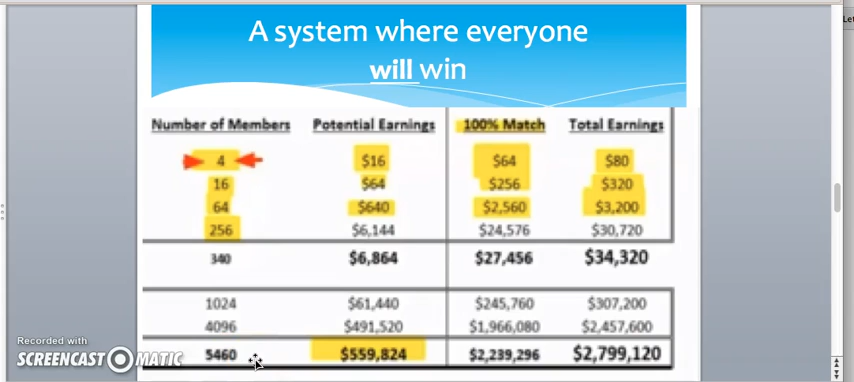 Let
A system where everyone
will win
Number of Members Potential Earnings 100% Match Total Earnings
4 $16 $64 $80
16 $64 $256 $320
64 $640 $2,560 $3,200
256 $6,144 $24,576 $30,720
340 $6,864 $27,456 $34,320
1024 $61,440 $245,760 $307,200
4096 $491,520 $1,966,080 $2,457,600
5460 $559,824 $2,239,296 $2,799,120
Recorded with
SCREENCAST MATIC